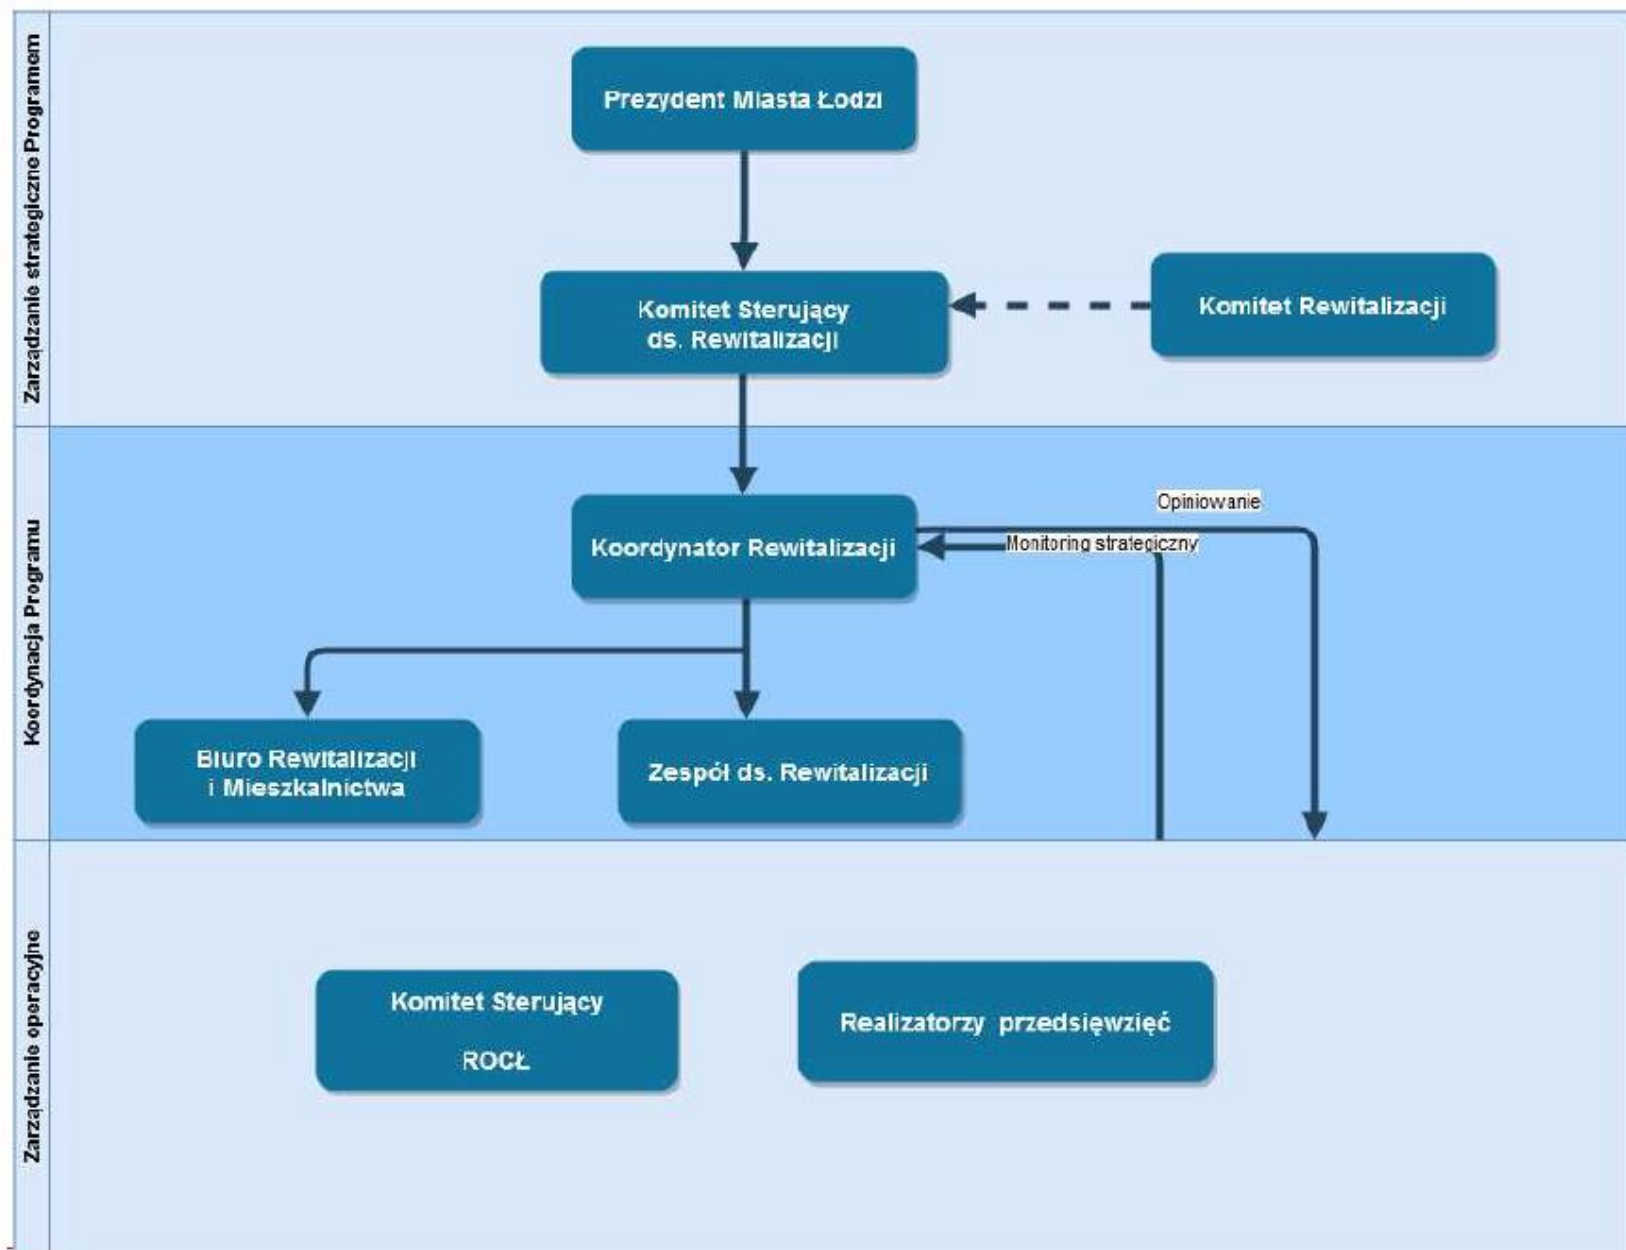 Zarządzanie strategiczne Programem
Prezydent Miasta Łodzi
Komitet Sterujący
ds. Rewitalizacji
Komitet Rewitalizacji
Koordynacja Programu
Opiniowanie
Koordynator Rewitalizacji
Monitoring strategiczny
Biuro Rewitalizacji
i Mieszkalnictwa
Zespół ds. Rewitalizacji
Zarządzanie operacyjne
Komitet Sterujący
ROCŁ
Realizatorzy przedsięwzięć